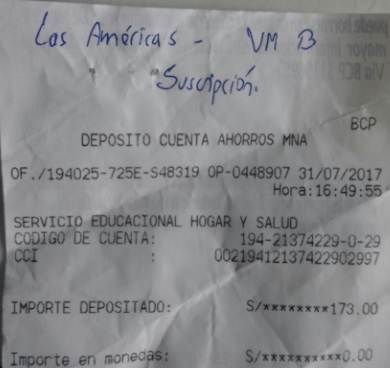 Las Américas - VM B
Suscripción.
BCP
DEPOSITO CUENTA AHORROS MNA
OF./194025-725E-S48319 OP-0448907 31/07/2017
Hora:16:49:55
SERVICIO EDUCACIONAL HOGAR Y SALUD
CODIGO DE CUENTA: 194-21374229-0-29
CCI : 00219412137422902997
IMPORTE DEPOSITADO: S/********173.00
Importe en monedas: S/**********0.00